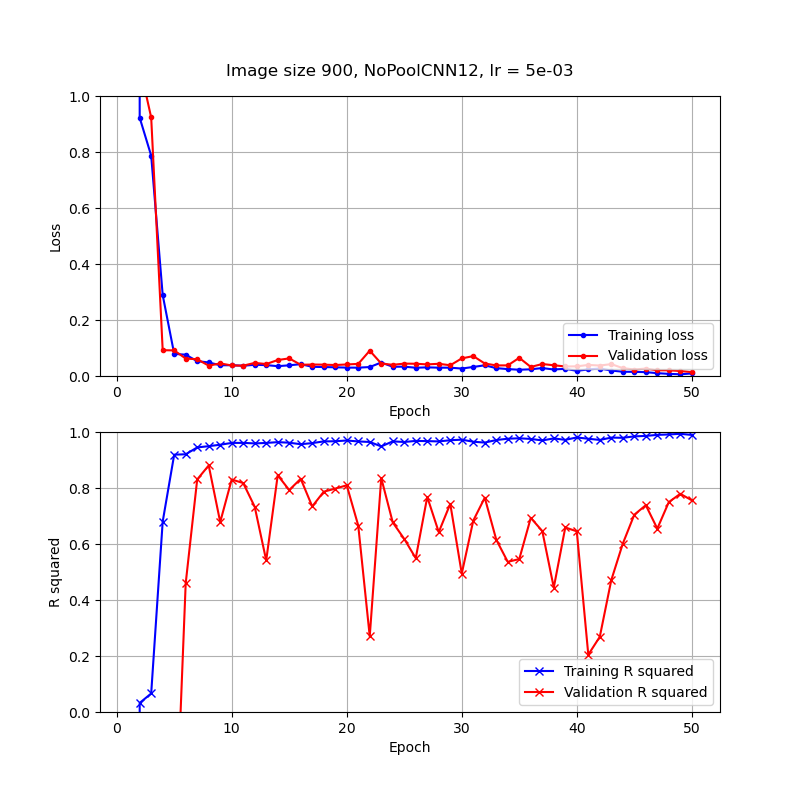 Image size 900, NoPoolCNN12, lr = 5e-03
1.0
0.8
0.6
0.4
0.2
0.0
Loss
Training loss
Validation loss
0 10 20 30 40 50
Epoch
1.0
0.8
0.6
0.4
0.2
0.0
R squared
Training R squared
Validation R squared
0 10 20 30 40 50
Epoch